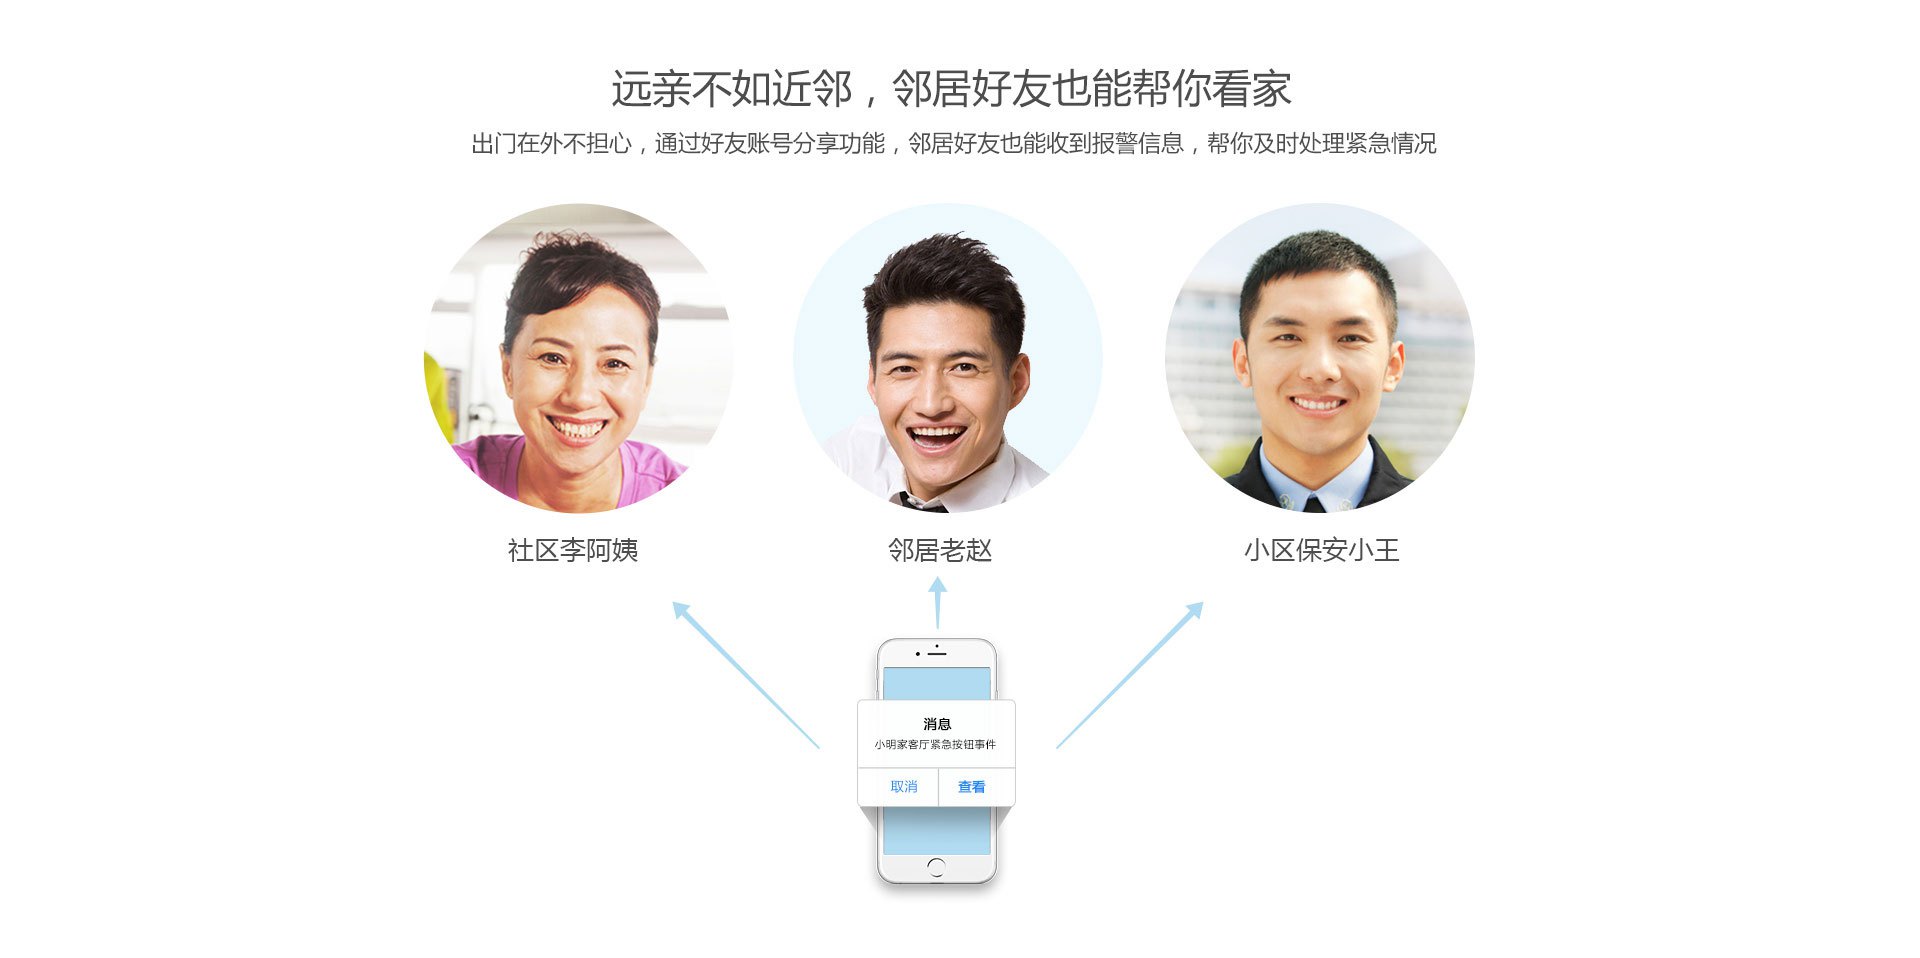 远亲不如近邻，邻居好友也能帮你看家
出门在外不担心，通过好友账号分享功能，邻居好友也能收到报警信息，帮你及时处理紧急情况
社区李阿姨
邻居老赵
小区保安小王
消息
小明家客厅紧急按钮事件
取消
查看